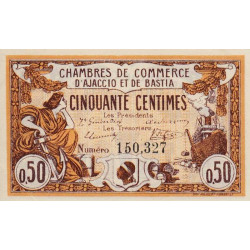 CHAMBRES DE COMMERCE
D'AJACCIO ET DE BASTIA
CINQUANTE CENTIMES
Les Présidents
Les Trésoriers
Numéro 150,327
0,50 0,50